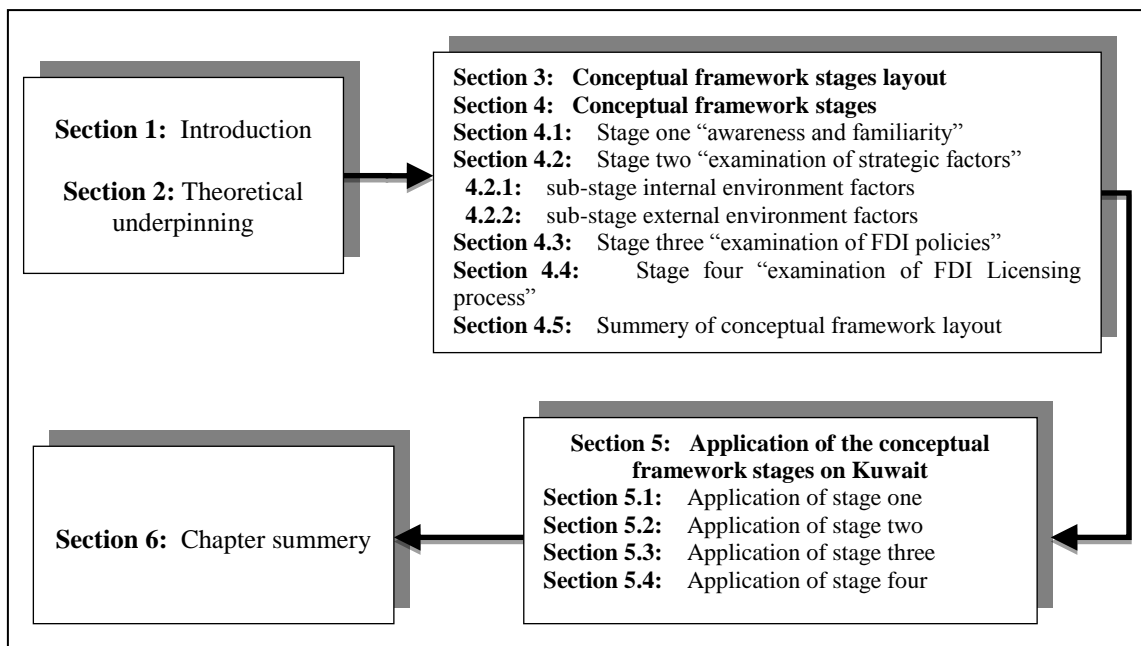 Section 1: Introduction
Section 2: Theoretical
underpinning
Section 3: Conceptual framework stages layout
Section 4: Conceptual framework stages
Section 4.1: Stage one “awareness and familiarity”
Section 4.2: Stage two “examination of strategic factors”
4.2.1: sub-stage internal environment factors
4.2.2: sub-stage external environment factors
Section 4.3: Stage three “examination of FDI policies”
Section 4.4: Stage four “examination of FDI Licensing
process”
Section 4.5: Summery of conceptual framework layout
Section 5: Application of the conceptual
framework stages on Kuwait
Section 5.1: Application of stage one
Section 5.2: Application of stage two
Section 5.3: Application of stage three
Section 5.4: Application of stage four
Section 6: Chapter summery